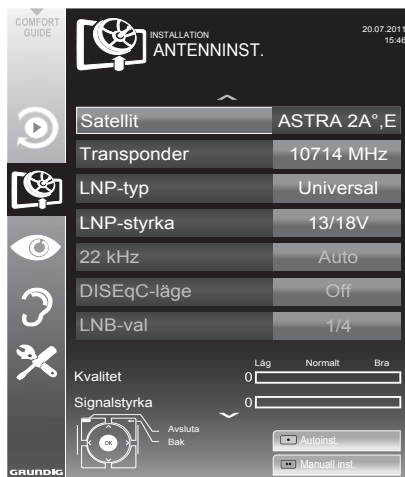 COMFORT
GUIDE
INSTALLATION
ANTENNINST.
20.07.2011
15:46
Satellit ASTRA 2A°,E
Transponder 10714 MHz
LNP-typ Universal
LNP-styrka 13/18V
22 kHz Auto
DISEqC-läge Off
LNB-val 1/4
Låg Normalt Bra
Kvalitet 0
Signalstyrka 0
Avsluta
Bak
OK
Autoinst.
Manuall inst.
GRUNDIG